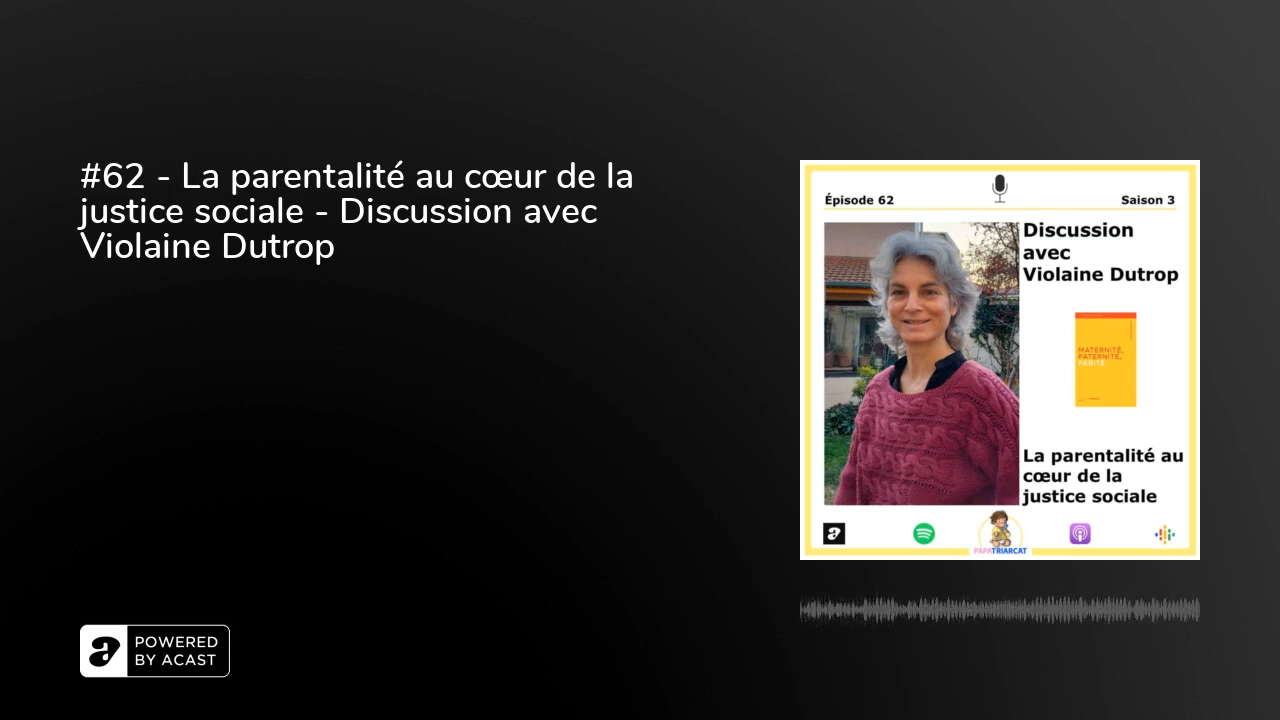 #62 - La parentalité au cœur de la
justice sociale - Discussion avec
Violaine Dutrop
Épisode 62
Saison 3
Discussion
avec
Violaine Dutrop
MATERNITÉ,
PATERNITÉ,
PARITÉ
La parentalité au
cœur de la
justice sociale
PAPATRIARCAT
POWERED
BY ACAST